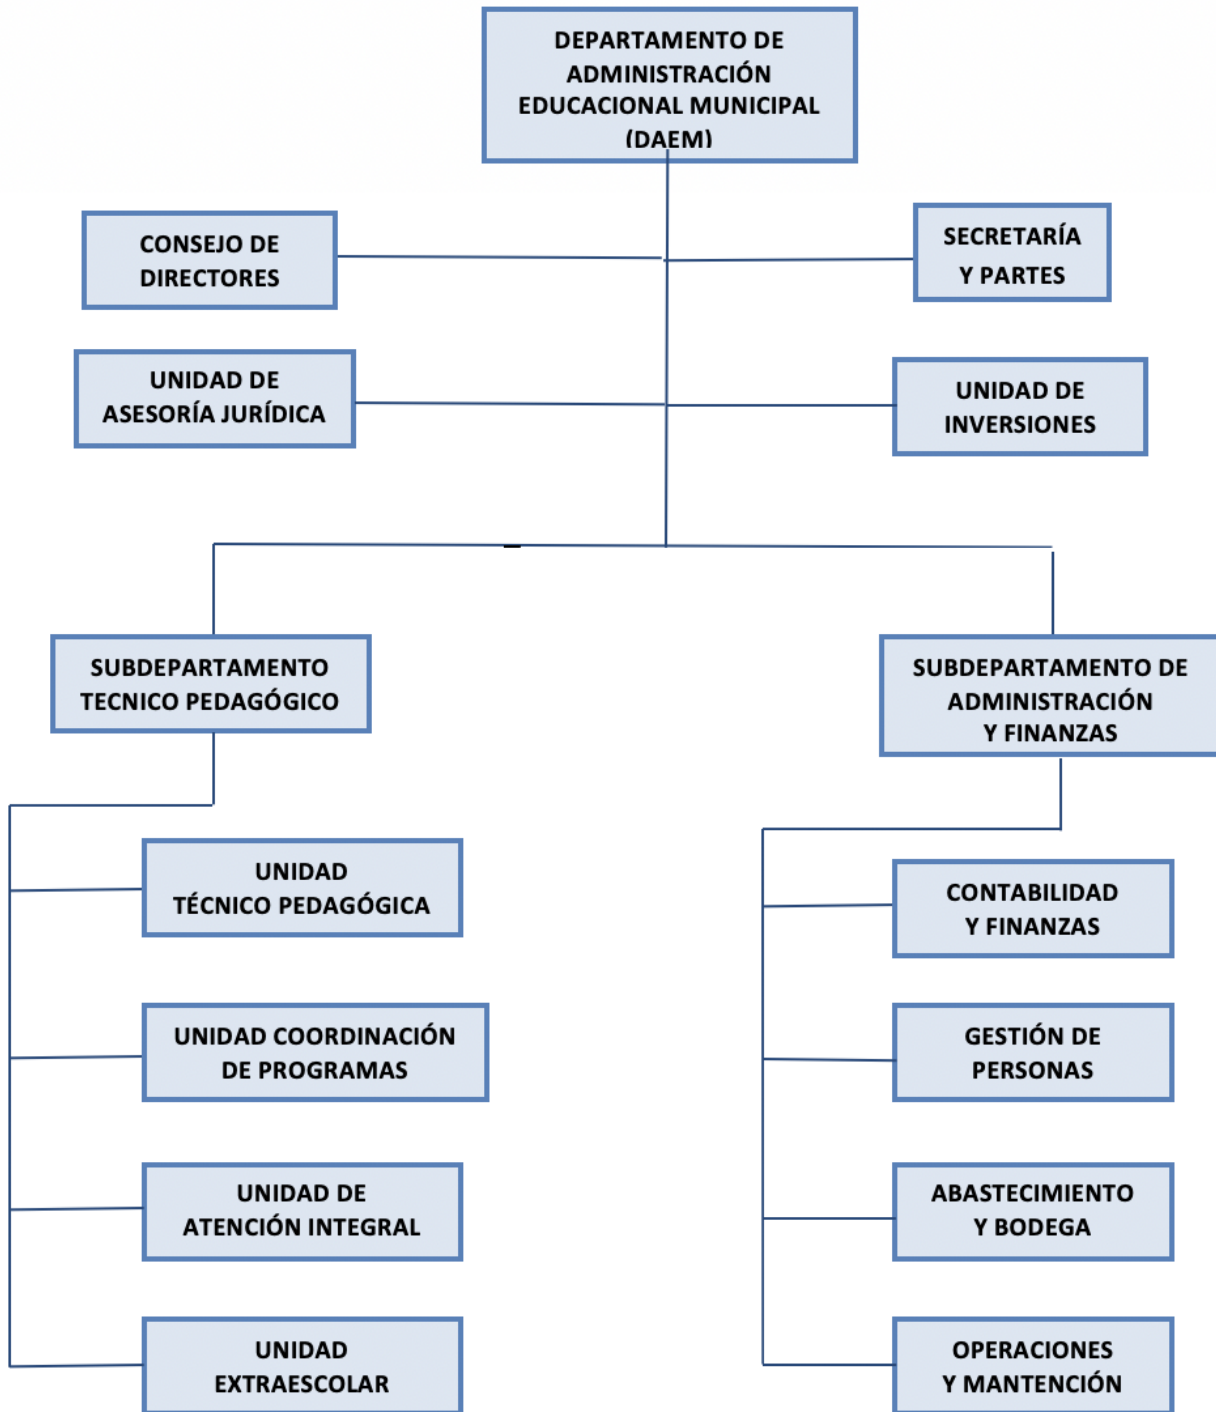 DEPARTAMENTO DE
ADMINISTRACIÓN
EDUCACIONAL MUNICIPAL
(DAEM)
CONSEJO DE
DIRECTORES
SECRETARÍA
Y PARTES
UNIDAD DE
ASESORÍA JURÍDICA
UNIDAD DE
INVERSIONES
SUBDEPARTAMENTO
TECNICO PEDAGÓGICO
SUBDEPARTAMENTO DE
ADMINISTRACIÓN
Y FINANZAS
UNIDAD
TÉCNICO PEDAGÓGICA
UNIDAD COORDINACIÓN
DE PROGRAMAS
UNIDAD DE
ATENCIÓN INTEGRAL
UNIDAD
EXTRAESCOLAR
CONTABILIDAD
Y FINANZAS
GESTIÓN DE
PERSONAS
ABASTECIMIENTO
Y BODEGA
OPERACIONES
Y MANTENCIÓN